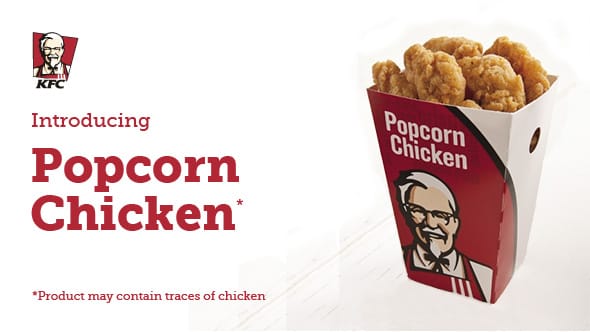 KFC
Introducing
Popcorn
Chicken*
*Product may contain traces of chicken
Popcorn
Chicken